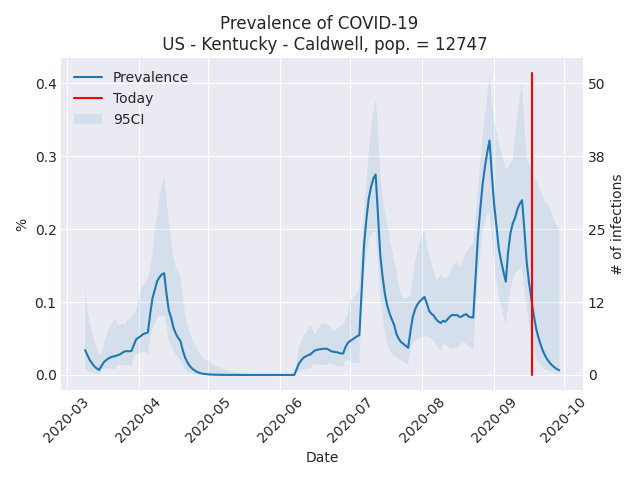 Prevalence of COVID-19
US - Kentucky - Caldwell, pop. = 12747
Prevalence
Today
95CI
0.4
0.3
0.2
0.1
0.0
%
50
38
25
12
0
# of infections
2020-03
2020-04
2020-05
2020-06
2020-07
2020-08
2020-09
2020-10
Date